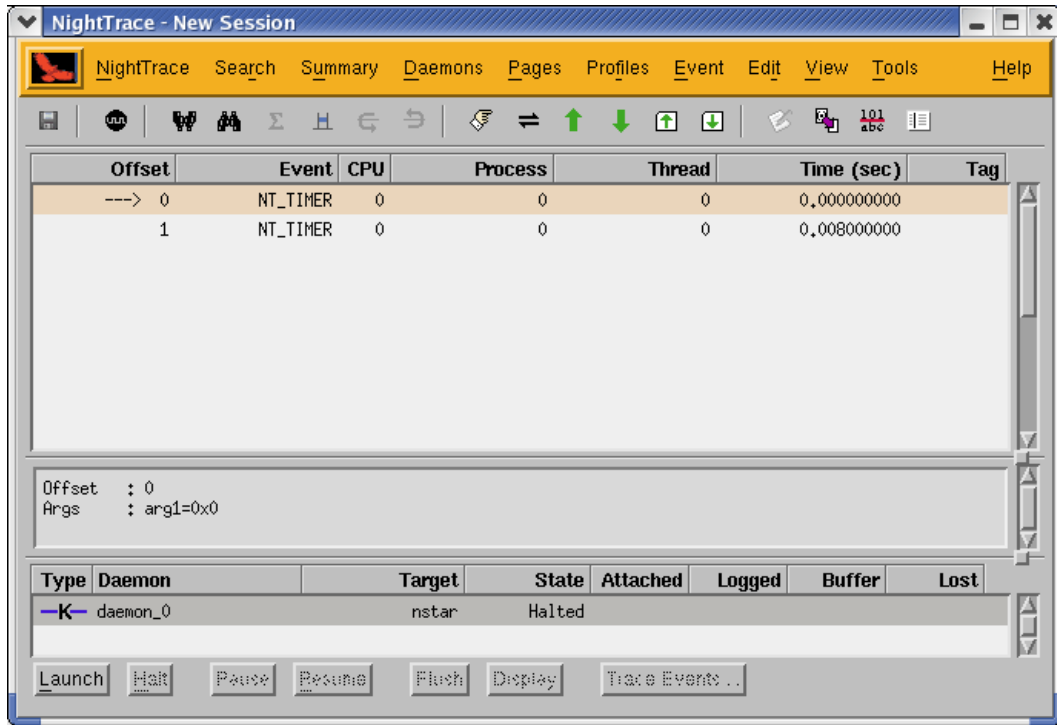 NightTrace - New Session
NightTrace Search Summary Daemons Pages Profiles Event Edit View Tools Help
101
abc
Offset Event CPU Process Thread Time (sec) Tag
---> 0 NT_TIMER 0 0 0 0.000000000
1 NT_TIMER 0 0 0 0.008000000
Offset : 0
Args : arg1=0x0
Type Daemon Target State Attached Logged Buffer Lost
K daemon_0 nstar Halted
Launch Halt Pause Resume Flush Display Trace Events...